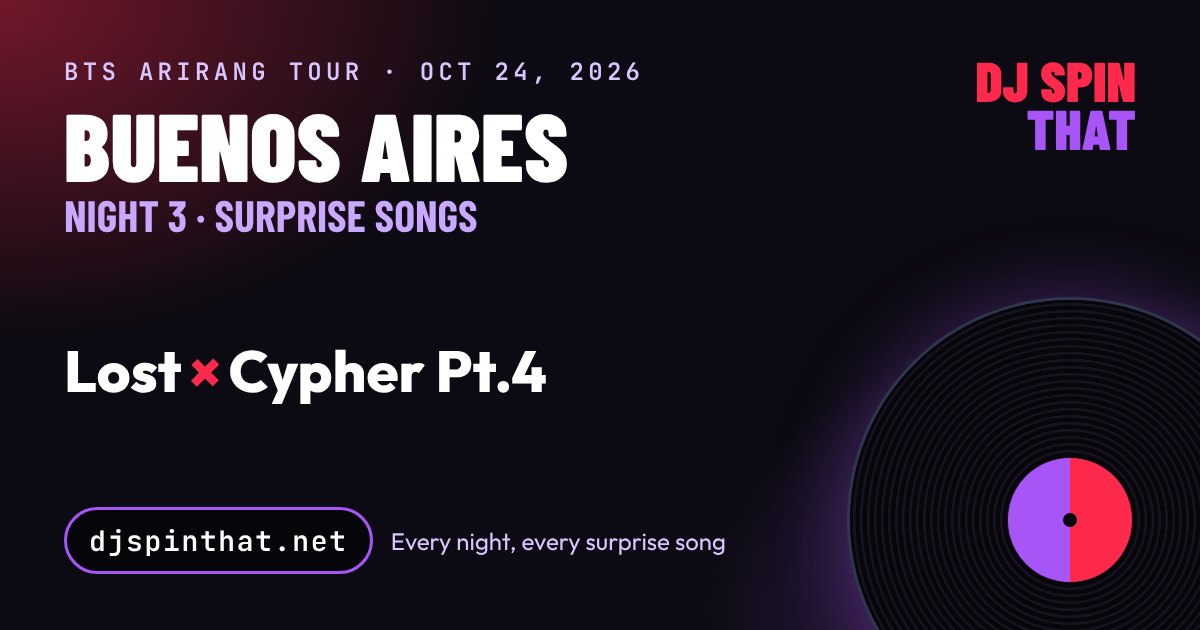 BTS ARIRANG TOUR · OCT 24, 2026
BUENOS AIRES
NIGHT 3 · SURPRISE SONGS
DJ SPIN
THAT
Lost × Cypher Pt.4
djspinthat.net
Every night, every surprise song